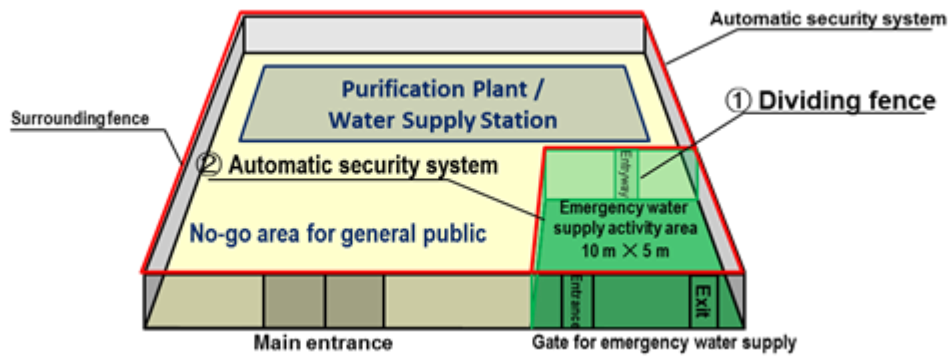 Automatic security system
Purification Plant /
Water Supply Station
① Dividing fence
Surrounding fence
② Automatic security system
Entryway
Emergency water
supply activity area
10 m × 5 m
No-go area for general public
Entrance
Exit
Main entrance
Gate for emergency water supply